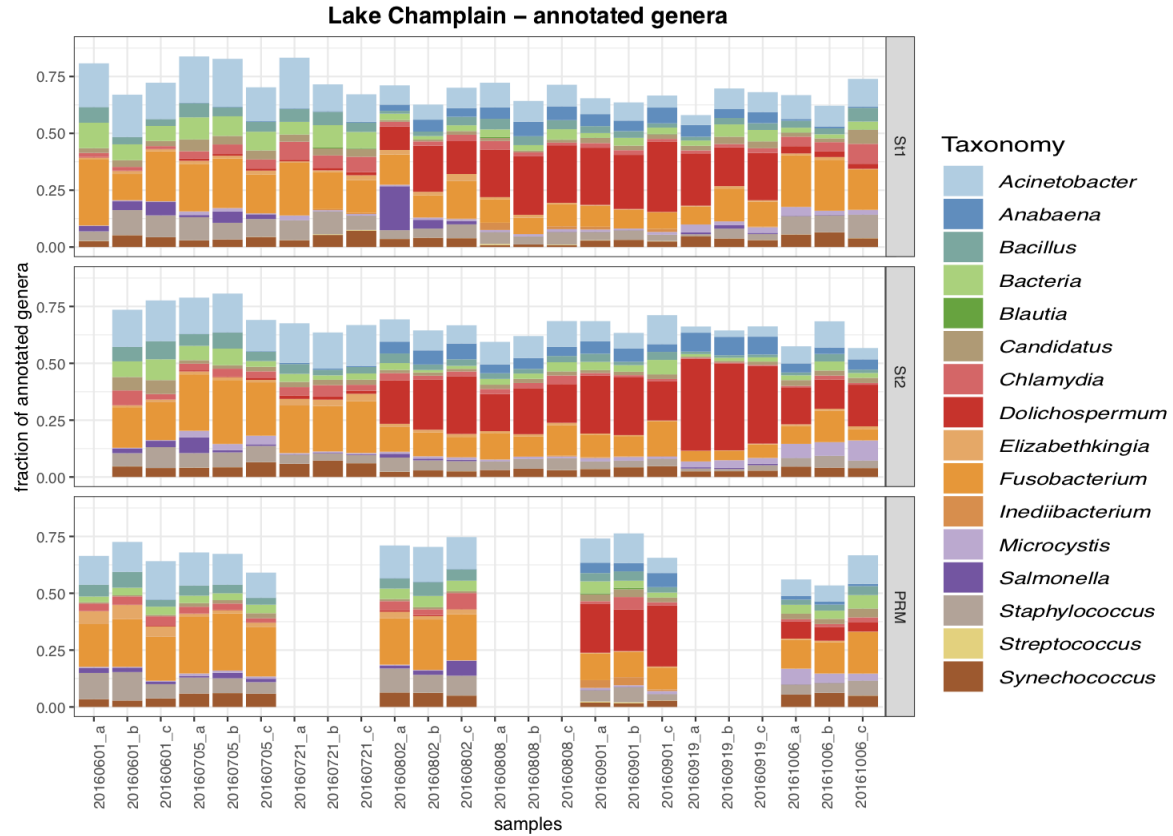 Lake Champlain – annotated genera
fraction of annotated genera
0.75
0.50
0.25
0.00
St1
0.75
0.50
0.25
0.00
St2
0.75
0.50
0.25
0.00
PRM
20160601_a
20160601_b
20160601_c
20160705_a
20160705_b
20160705_c
20160721_a
20160721_b
20160721_c
20160802_a
20160802_b
20160802_c
20160808_a
20160808_b
20160808_c
20160901_a
20160901_b
20160901_c
20160919_a
20160919_b
20160919_c
20161006_a
20161006_b
20161006_c
samples
Taxonomy
Acinetobacter
Anabaena
Bacillus
Bacteria
Blautia
Candidatus
Chlamydia
Dolichospermum
Elizabethkingia
Fusobacterium
Inediibacterium
Microcystis
Salmonella
Staphylococcus
Streptococcus
Synechococcus